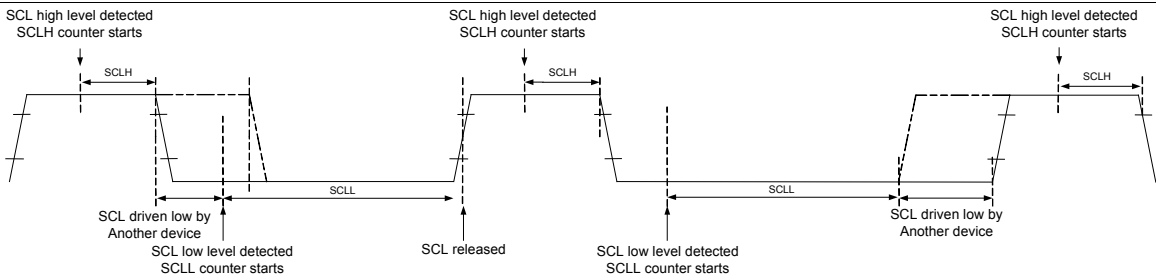 SCL high level detected
SCLH counter starts
SCL high level detected
SCLH counter starts
SCL high level detected
SCLH counter starts
SCLH
SCLH
SCLH
SCLL
SCLL
SCL driven low by
Another device
SCL low level detected
SCLL counter starts
SCL released
SCL low level detected
SCLL counter starts
SCL driven low by
Another device